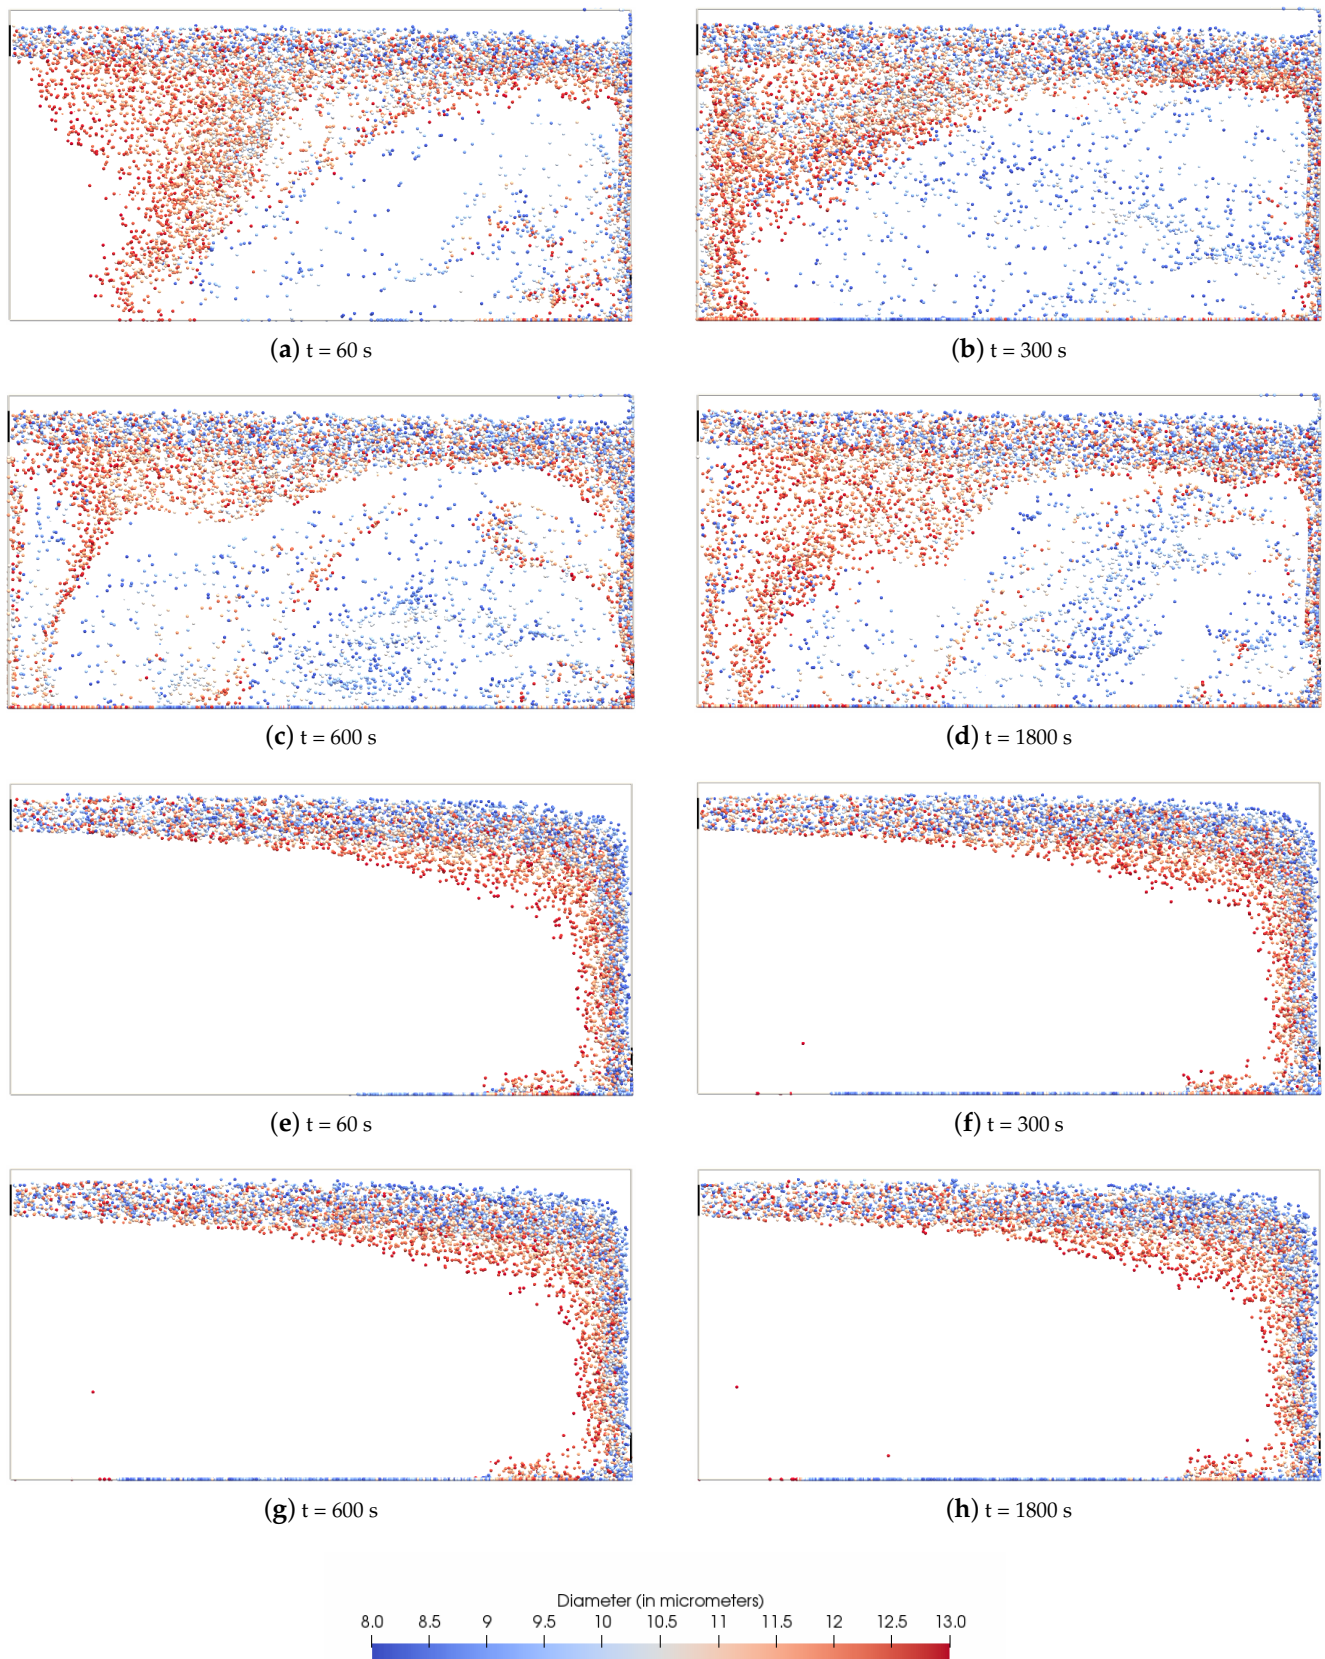 (a) t = 60 s
(b) t = 300 s
(c) t = 600 s
(d) t = 1800 s
(e) t = 60 s
(f) t = 300 s
(g) t = 600 s
(h) t = 1800 s
Diameter (in micrometers)
8.0 8.5 9 9.5 10 10.5 11 11.5 12 12.5 13.0